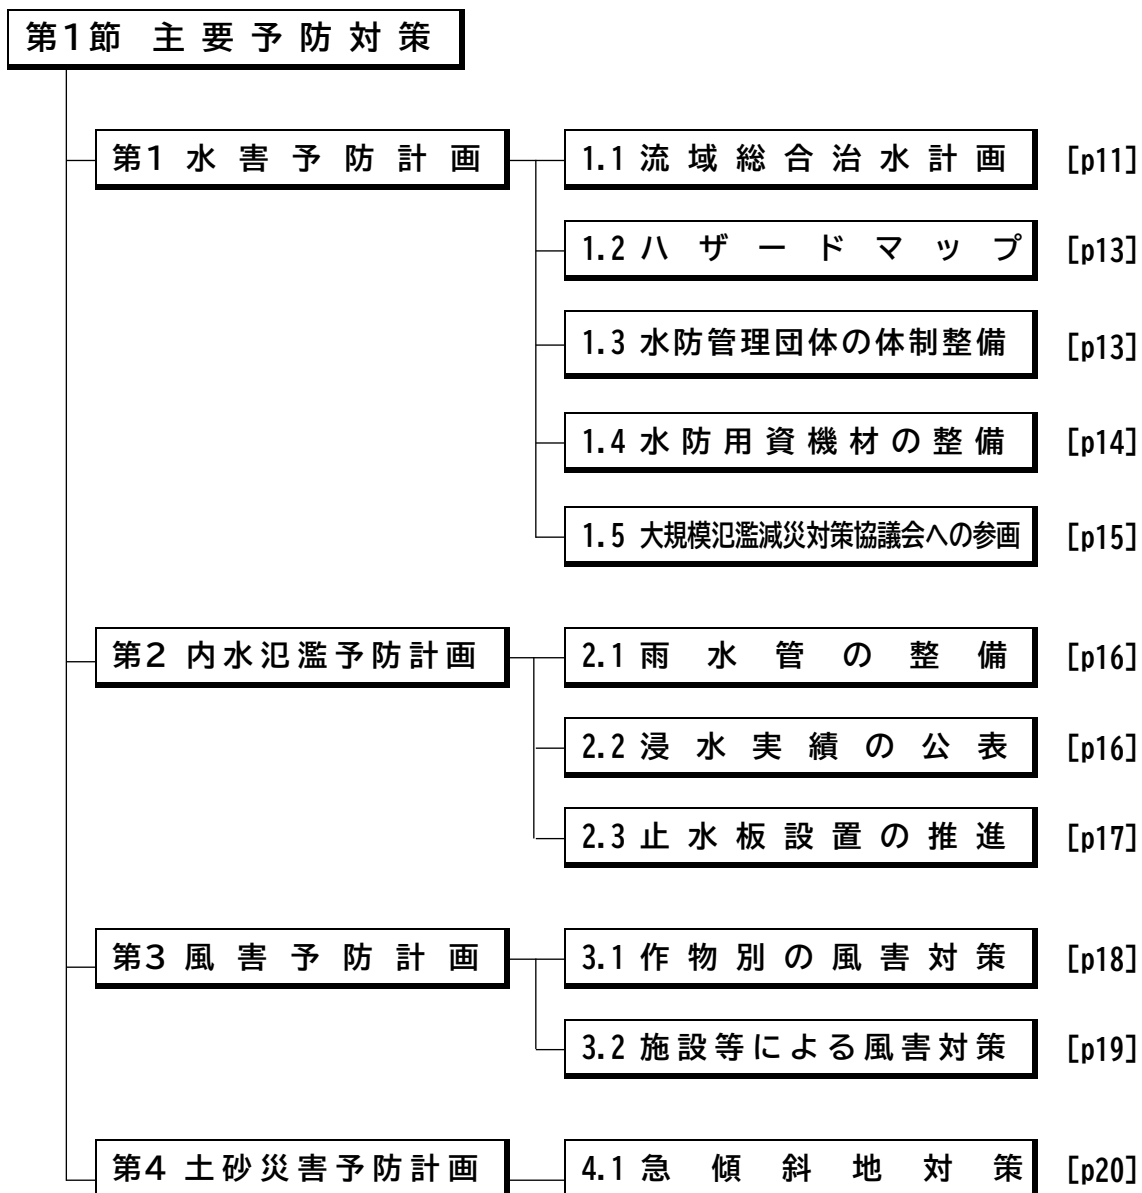 第1節 主要予防対策
第1 水害予防計画 1.1 流域総合治水計画 [p11]
1.2 ハザードマップ [p13]
1.3 水防管理団体の体制整備 [p13]
1.4 水防用資機材の整備 [p14]
1.5 大規模氾濫減災対策協議会への参画 [p15]
第2 内水氾濫予防計画 2.1 雨水管の整備 [p16]
2.2 浸水実績の公表 [p16]
2.3 止水板設置の推進 [p17]
第3 風害予防計画 3.1 作物別の風害対策 [p18]
3.2 施設等による風害対策 [p19]
第4 土砂災害予防計画 4.1 急傾斜地対策 [p20]